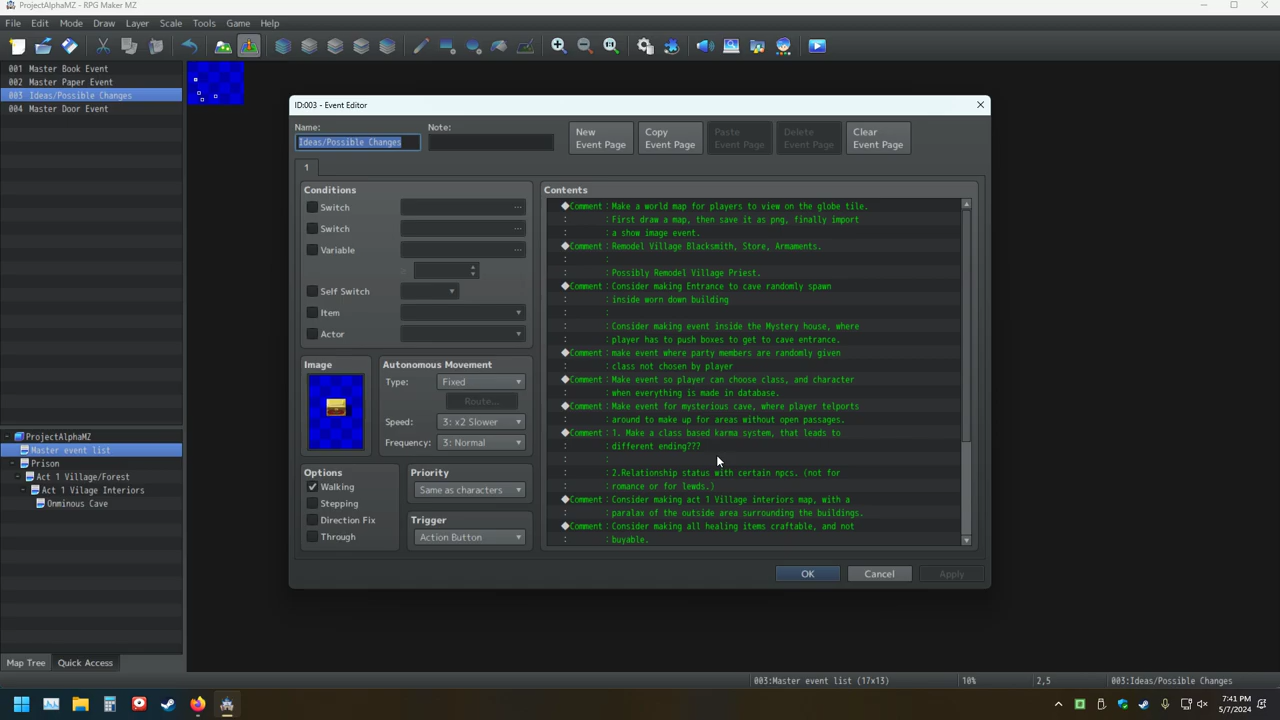 ProjectAlphaMZ - RPG Maker MZ
File Edit Mode Draw Layer Scale Tools Game Help
001 Master Book Event
002 Master Paper Event
003 Ideas/Possible Changes
004 Master Door Event
ID:003 - Event Editor
Name: Note:
Ideas/Possible Changes
New Event Page
Copy Event Page
Paste Event Page
Delete Event Page
Clear Event Page
1
Conditions
Switch ...
Switch ...
Variable ...
≥
Self Switch
Item
Actor
Image
Autonomous Movement
Type: Fixed
Route...
Speed: 3: x2 Slower
Frequency: 3: Normal
Options
Walking
Stepping
Direction Fix
Through
Priority
Same as characters
Trigger
Action Button
Contents
◆Comment : Make a world map for players to view on the globe tile.
: : First draw a map, then save it as png, finally import
: : a show image event.
◆Comment : Remodel Village Blacksmith, Store, Armaments.
: :
: : Possibly Remodel Village Priest.
◆Comment : Consider making Entrance to cave randomly spawn
: : inside worn down building
: :
: : Consider making event inside the Mystery house, where
: : player has to push boxes to get to cave entrance.
◆Comment : make event where party members are randomly given
: : class not chosen by player
◆Comment : Make event so player can choose class, and character
: : when everything is made in database.
◆Comment : Make event for mysterious cave, where player telports
: : around to make up for areas without open passages.
◆Comment : 1. Make a class based karma system, that leads to
: : different ending???
: :
: : 2.Relationship status with certain npcs. (not for
: : romance or for lewds.)
◆Comment : Consider making act 1 Village interiors map, with a
: : paralax of the outside area surrounding the buildings.
◆Comment : Consider making all healing items craftable, and not
: : buyable.
OK Cancel Apply
ProjectAlphaMZ
Master event list
Prison
Act 1 Village/Forest
Act 1 Vilage Interiors
Onminous Cave
Map Tree Quick Access
003:Master event list (17x13) 10% 2,5 003:Ideas/Possible Changes
7:41 PM
5/7/2024